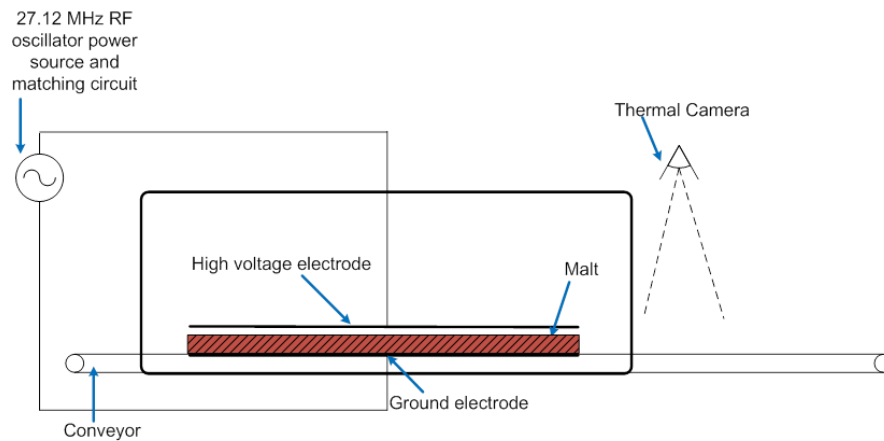 27.12 MHz RF
oscillator power
source and
matching circuit
Thermal Camera
High voltage electrode
Malt
Ground electrode
Conveyor